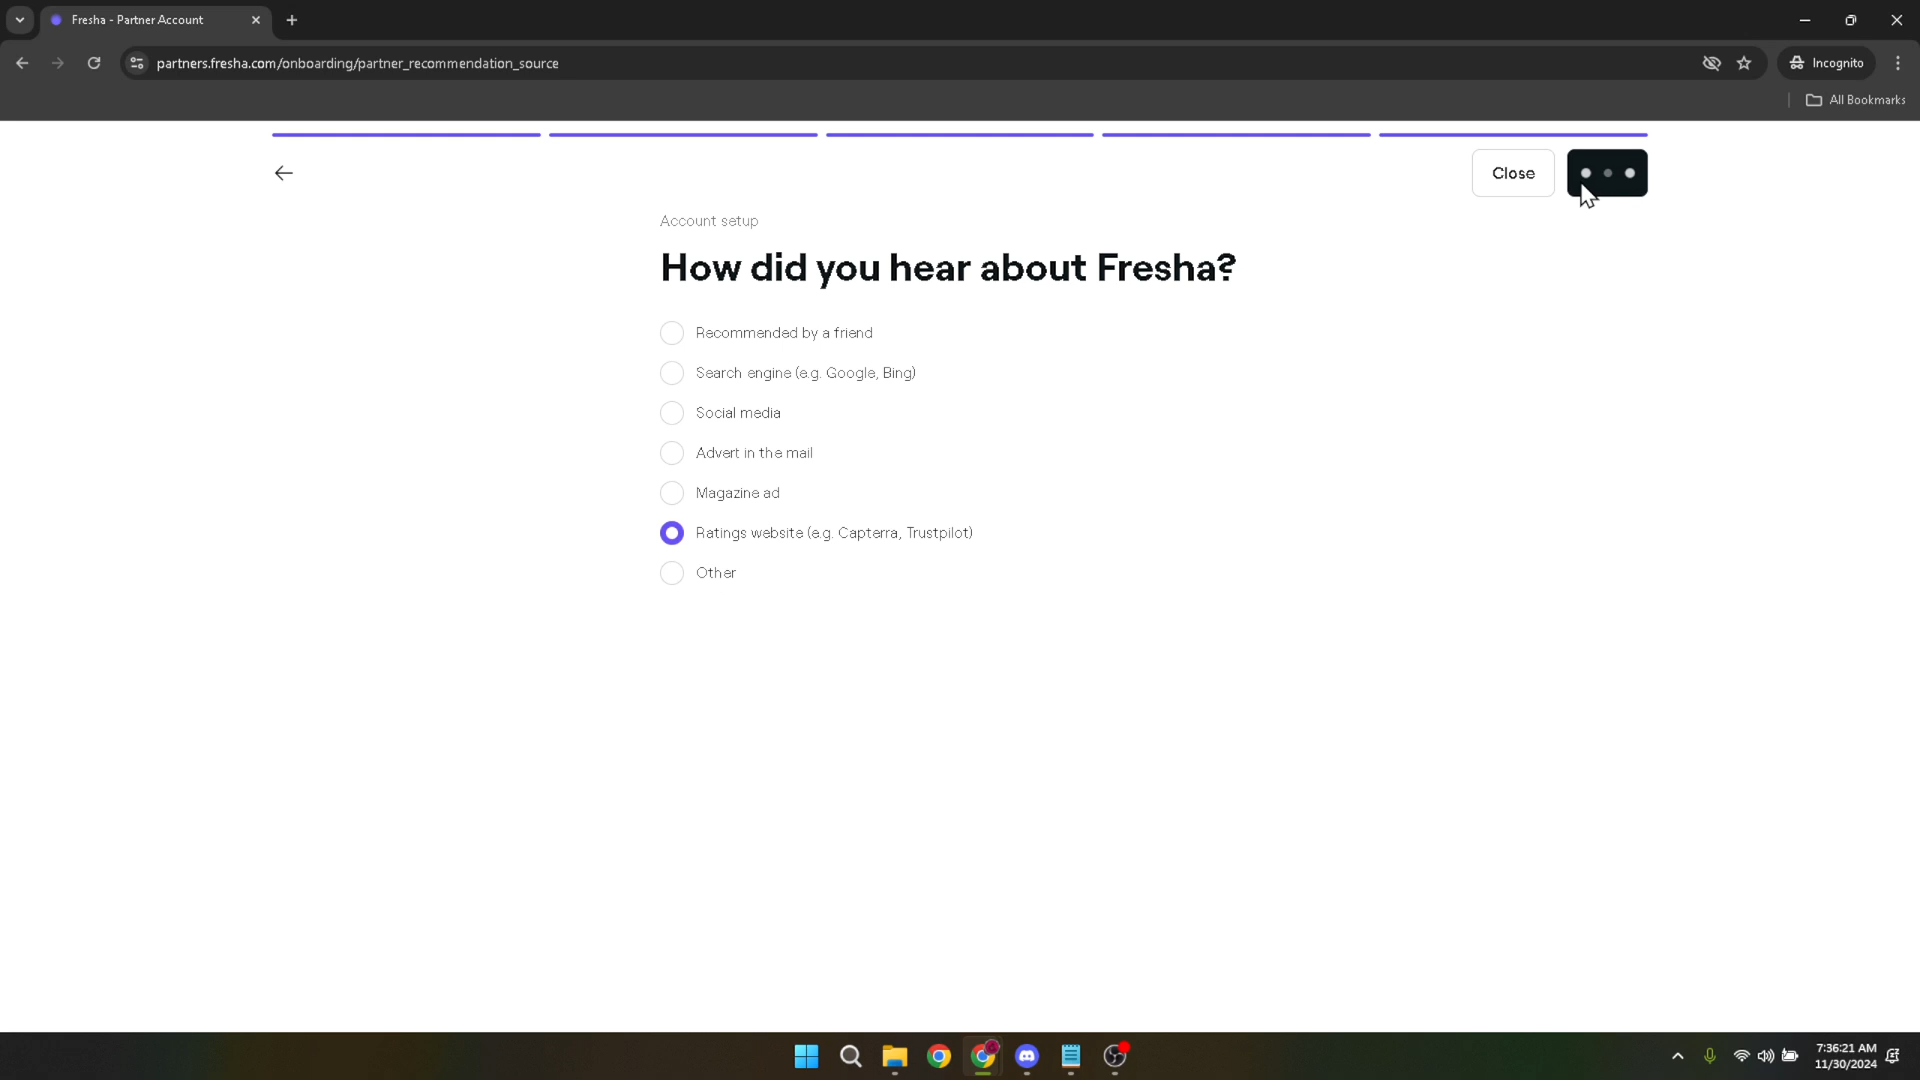 Fresha - Partner Account
partners.fresha.com/onboarding/partner_recommendation_source
Incognito
All Bookmarks
Close
Account setup
How did you hear about Fresha?
Recommended by a friend
Search engine (e.g. Google, Bing)
Social media
Advert in the mail
Magazine ad
Ratings website (e.g. Capterra, Trustpilot)
Other
7:36:21 AM
11/30/2024